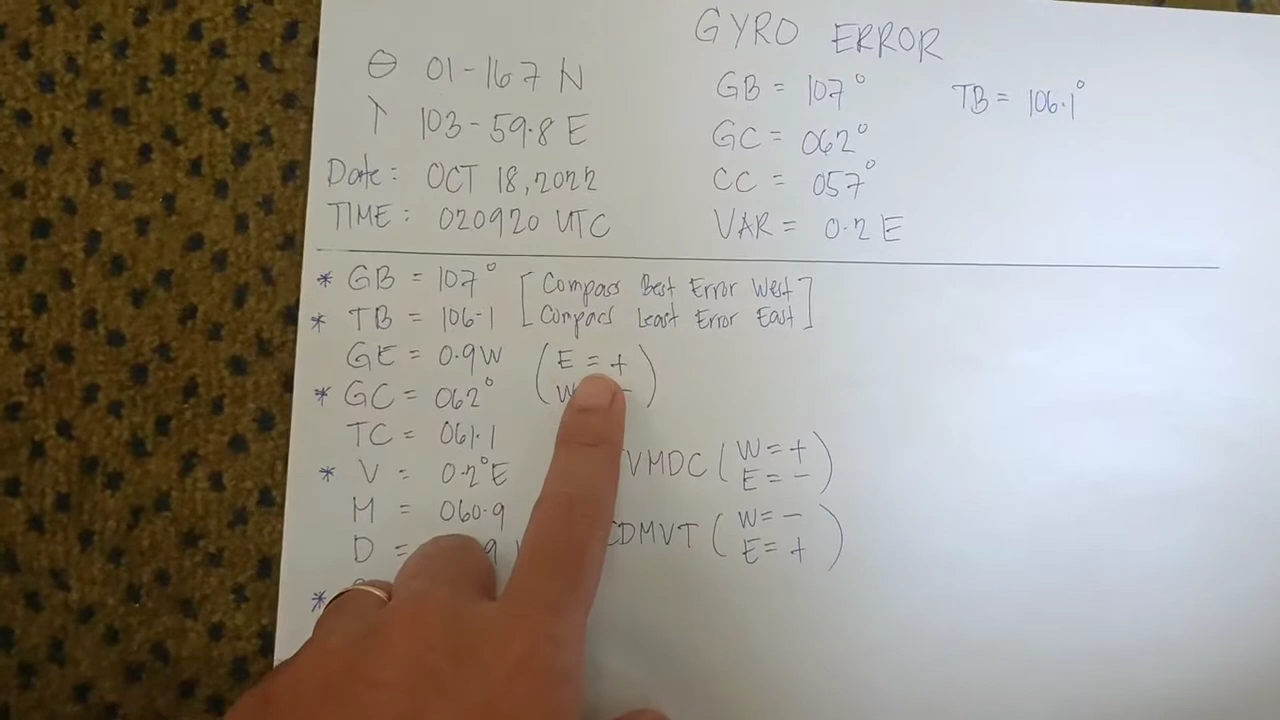 GYRO ERROR
01-16.7 N
λ 103-59.8 E
Date: OCT 18, 2022
TIME: 020920 UTC
GB = 107°
GC = 062°
CC = 057°
VAR = 0.2 E
TB = 106.1°
* GB = 107° [Compass Best Error West]
* TB = 106.1 [Compass Least Error East]
GE = 0.9W (E = +
* GC = 062° W -)
TC = 061.1
* V = 0.2°E
M = 060.9
D = 9
*
VMDC (W = +
E = -)
CDMVT (W = -
E = +)